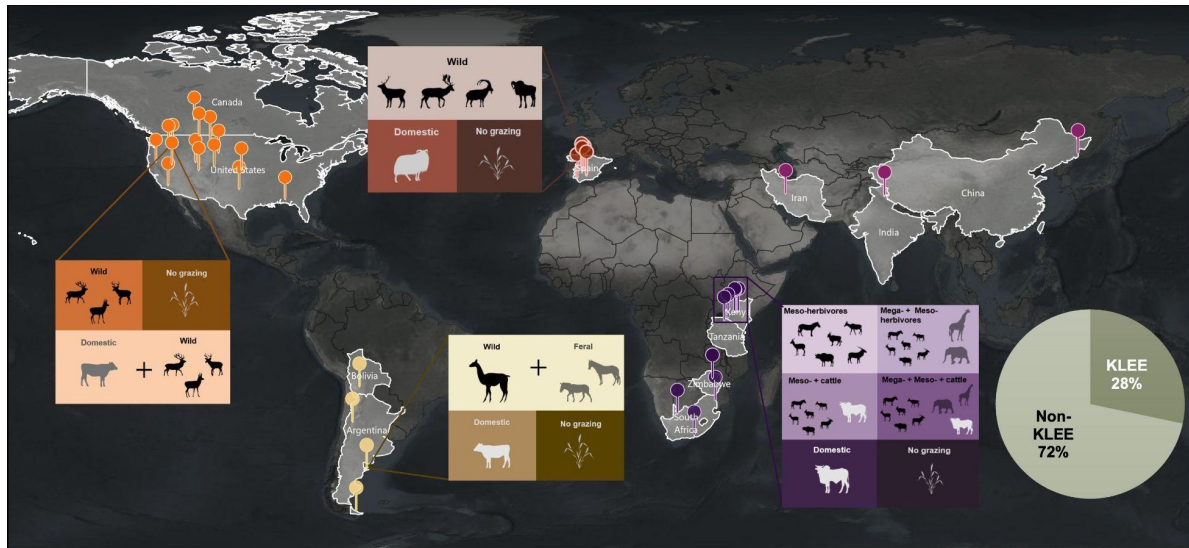 Canada
United States
Wild
Domestic
No grazing
Spain
Iran
China
India
Wild
No grazing
Domestic
+
Wild
Bolivia
Argentina
Wild
+
Feral
Domestic
No grazing
Tanzania
Zimbabwe
South
Africa
Meso-herbivores
Mega- + Meso-
herbivores
Meso- + cattle
Mega- + Meso- + cattle
Domestic
No grazing
KLEE
28%
Non-
KLEE
72%